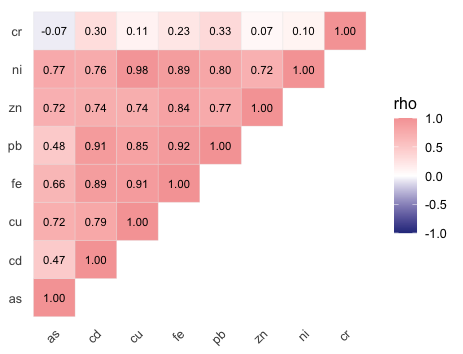 cr -0.07 0.30 0.11 0.23 0.33 0.07 0.10 1.00
ni 0.77 0.76 0.98 0.89 0.80 0.72 1.00
zn 0.72 0.74 0.74 0.84 0.77 1.00
pb 0.48 0.91 0.85 0.92 1.00
fe 0.66 0.89 0.91 1.00
cu 0.72 0.79 1.00
cd 0.47 1.00
as 1.00
as cd cu fe pb zn ni cr
rho
1.0
0.5
0.0
-0.5
-1.0